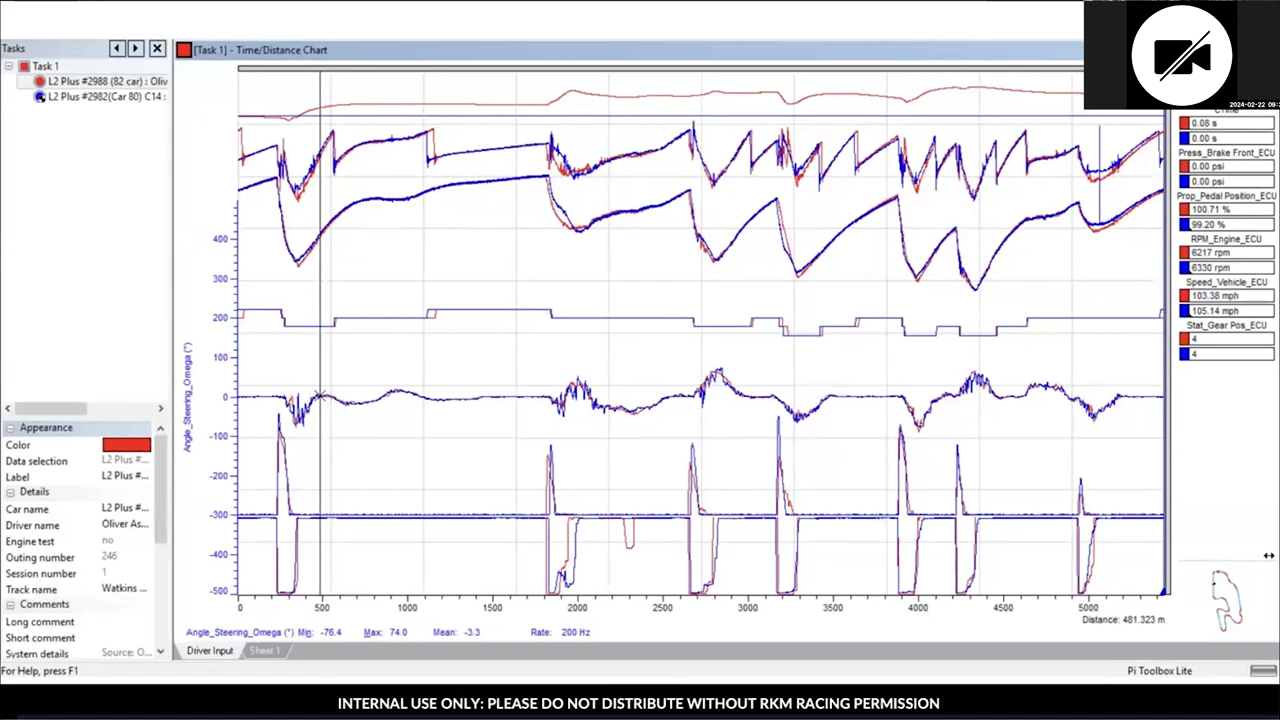 Tasks
[Task 1] - Time/Distance Chart
2024-02-22 09:
Task 1
L2 Plus #2988 (82 car) : Oliv
L2 Plus #2982(Car 80) C14 :
0.08 s
0.00 s
Press_Brake Front_ECU
0.00 psi
0.00 psi
Prop_Pedal Position_ECU
100.71 %
99.20 %
RPM_Engine_ECU
6217 rpm
6330 rpm
Speed_Vehicle_ECU
103.38 mph
105.14 mph
Stat_Gear Pos_ECU
4
4
Angle_Steering_Omega (°)
400
300
200
100
0
-100
-200
-300
-400
-500
0
500
1000
1500
2000
2500
3000
3500
4000
4500
5000
Distance: 481.323 m
Angle_Steering_Omega (°) Min: -76.4 Max: 74.0 Mean: -3.3 Rate: 200 Hz
Appearance
Color
Data selection L2 Plus #...
Label L2 Plus #...
Details
Car name L2 Plus #...
Driver name Oliver As...
Engine test no
Outing number 246
Session number 1
Track name Watkins ...
Comments
Long comment
Short comment
System details Source: O...
Driver Input
Sheet 1
For Help, press F1
Pi Toolbox Lite
INTERNAL USE ONLY: PLEASE DO NOT DISTRIBUTE WITHOUT RKM RACING PERMISSION